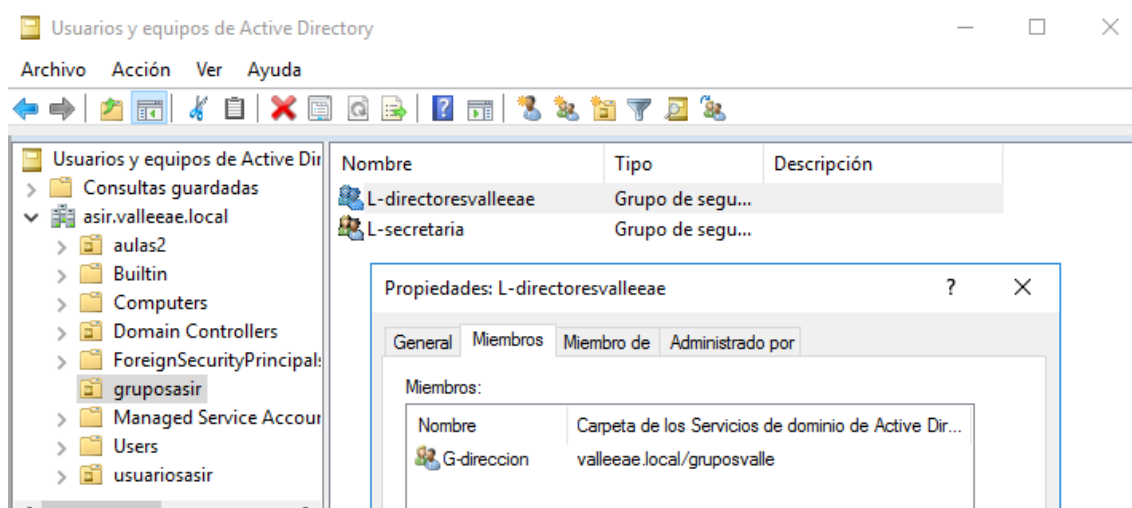 Usuarios y equipos de Active Directory
Archivo Acción Ver Ayuda
Usuarios y equipos de Active Dir
Consultas guardadas
asir.valleeae.local
aulas2
Builtin
Computers
Domain Controllers
ForeignSecurityPrincipals
gruposasir
Managed Service Accour
Users
usuariosasir
Nombre Tipo Descripción
L-directoresvalleeae Grupo de segu...
L-secretaria Grupo de segu...
Propiedades: L-directoresvalleeae ?
General Miembros Miembro de Administrado por
Miembros:
Nombre Carpeta de los Servicios de dominio de Active Dir...
G-direccion valleeae.local/gruposvalle